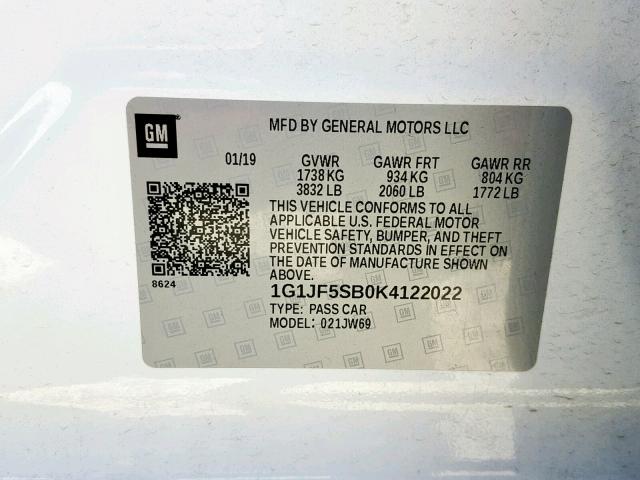 GM
MFD BY GENERAL MOTORS LLC
01/19 GVWR GAWR FRT GAWR RR
1738 KG 934 KG 804 KG
3832 LB 2060 LB 1772 LB
THIS VEHICLE CONFORMS TO ALL
APPLICABLE U.S. FEDERAL MOTOR
VEHICLE SAFETY, BUMPER, AND THEFT
PREVENTION STANDARDS IN EFFECT ON
THE DATE OF MANUFACTURE SHOWN
ABOVE.
8624
1G1JF5SB0K4122022
TYPE: PASS CAR
MODEL: 021JW69